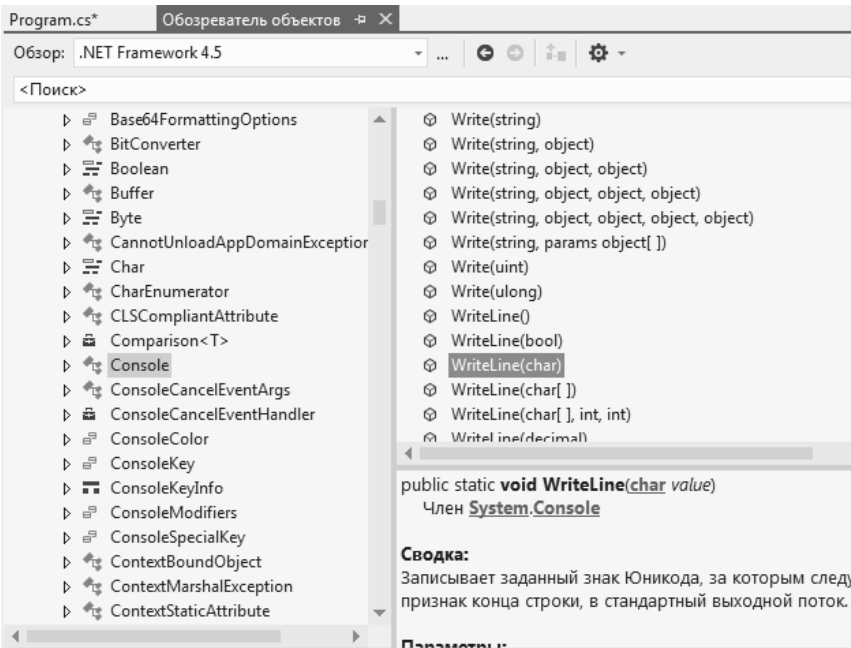 Program.cs*
Обозреватель объектов
Обзор: .NET Framework 4.5
...
<Поиск>
Base64FormattingOptions
BitConverter
Boolean
Buffer
Byte
CannotUnloadAppDomainException
Char
CharEnumerator
CLSCompliantAttribute
Comparison<T>
Console
ConsoleCancelEventArgs
ConsoleCancelEventHandler
ConsoleColor
ConsoleKey
ConsoleKeyInfo
ConsoleModifiers
ConsoleSpecialKey
ContextBoundObject
ContextMarshalException
ContextStaticAttribute
Write(string)
Write(string, object)
Write(string, object, object)
Write(string, object, object, object)
Write(string, object, object, object, object)
Write(string, params object[ ])
Write(uint)
Write(ulong)
WriteLine()
WriteLine(bool)
WriteLine(char)
WriteLine(char[ ])
WriteLine(char[ ], int, int)
WriteLine(decimal)
public static void WriteLine(char value)
Член System.Console
Сводка:
Записывает заданный знак Юникода, за которым следу
признак конца строки, в стандартный выходной поток.
Параметры: